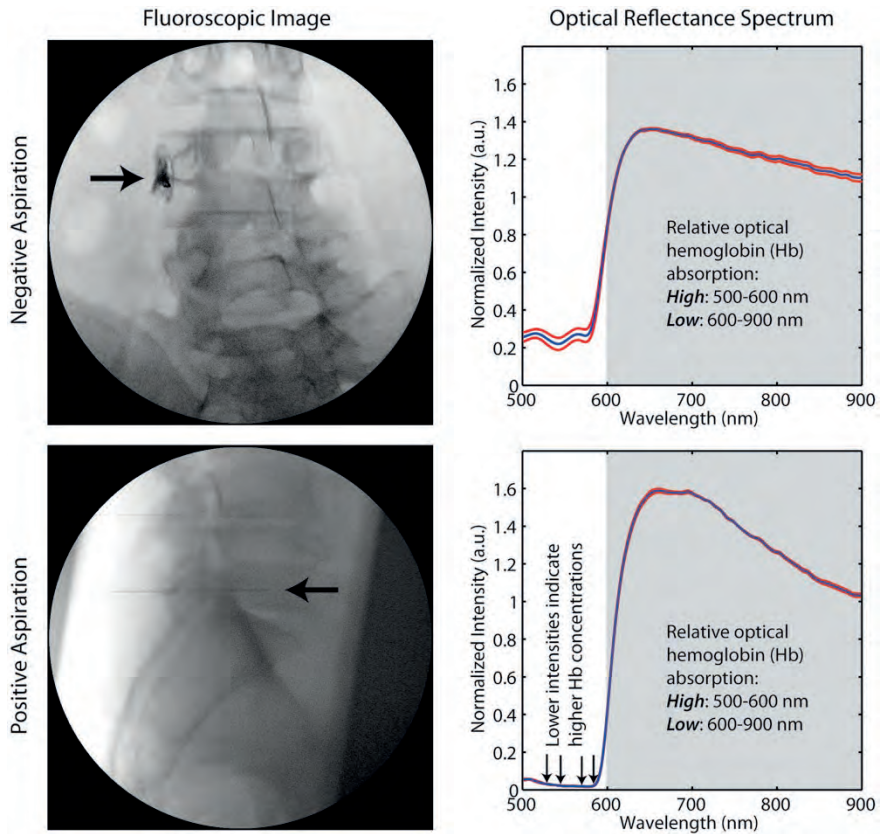 Fluoroscopic Image
Optical Reflectance Spectrum
Negative Aspiration
Normalized Intensity (a.u.)
1.6
1.4
1.2
1
0.8
0.6
0.4
0.2
0
Relative optical
hemoglobin (Hb)
absorption:
High: 500-600 nm
Low: 600-900 nm
500 600 700 800 900
Wavelength (nm)
Positive Aspiration
Normalized Intensity (a.u.)
1.6
1.4
1.2
1
0.8
0.6
0.4
0.2
0
Lower intensities indicate
higher Hb concentrations
Relative optical
hemoglobin (Hb)
absorption:
High: 500-600 nm
Low: 600-900 nm
500 600 700 800 900
Wavelength (nm)